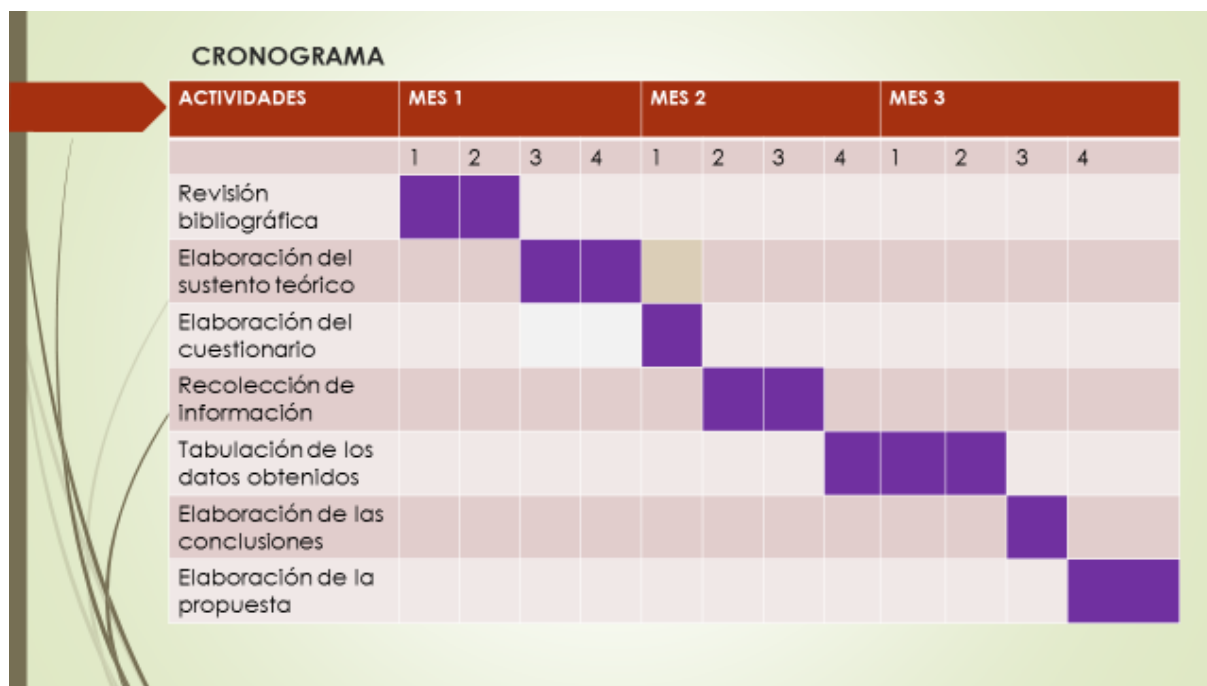 CRONOGRAMA
ACTIVIDADES MES 1 MES 2 MES 3
1 2 3 4 1 2 3 4 1 2 3 4
Revisión
bibliográfica
Elaboración del
sustento teórico
Elaboración del
cuestionario
Recolección de
información
Tabulación de los
datos obtenidos
Elaboración de las
conclusiones
Elaboración de la
propuesta